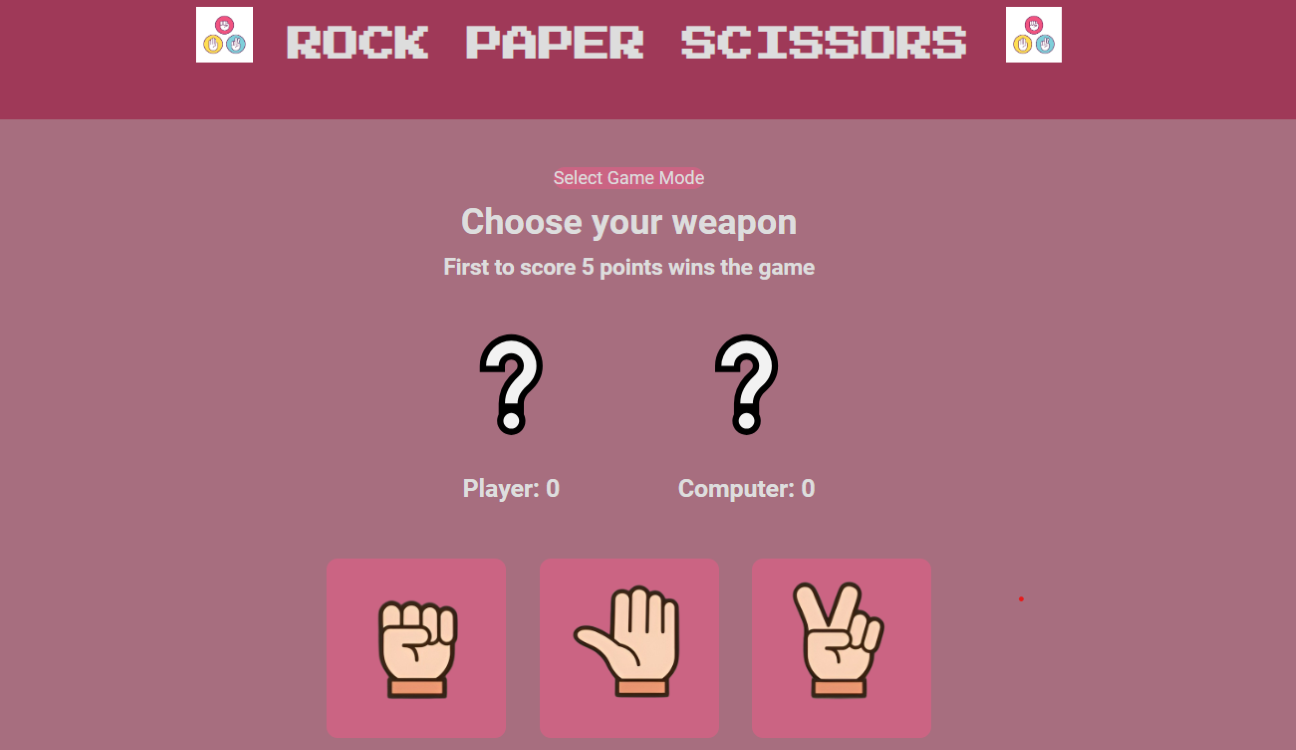 ROCK PAPER SCISSORS
Select Game Mode
Choose your weapon
First to score 5 points wins the game
? ?
Player: 0 Computer: 0